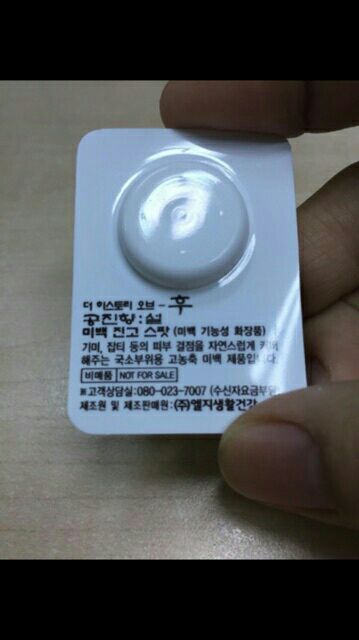 더 히스토리 오브 - 후
공진향:설
미백 진고 스팟 (미백 기능성 화장품)
기미, 잡티 등의 피부 결점을 자연스럽게 커버
해주는 국소부위용 고농축 미백 제품입니다.
비매품 NOT FOR SALE
※고객상담실:080-023-7007 (수신자요금부담)
제조원 및 제조판매원:(주)엘지생활건강